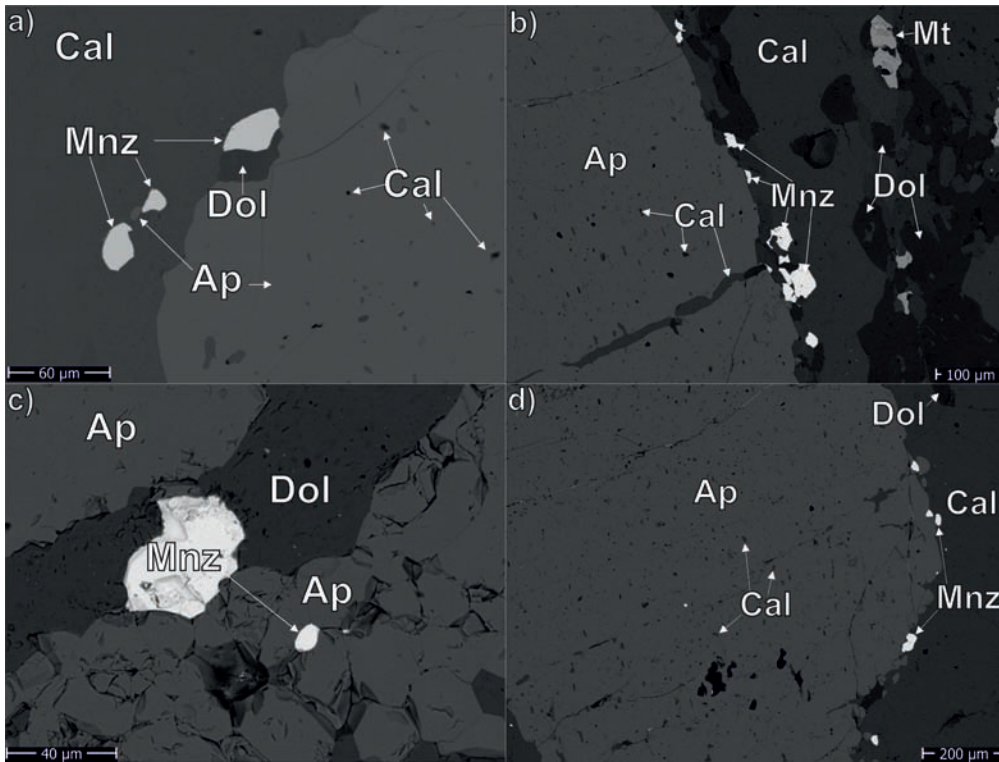 a)
Cal
Mnz
Dol
Cal
Ap
60 µm
b)
Mt
Cal
Ap
Mnz
Dol
Cal
100 µm
c)
Ap
Dol
Mnz
Ap
40 µm
d)
Dol
Ap
Cal
Cal
Mnz
200 µm